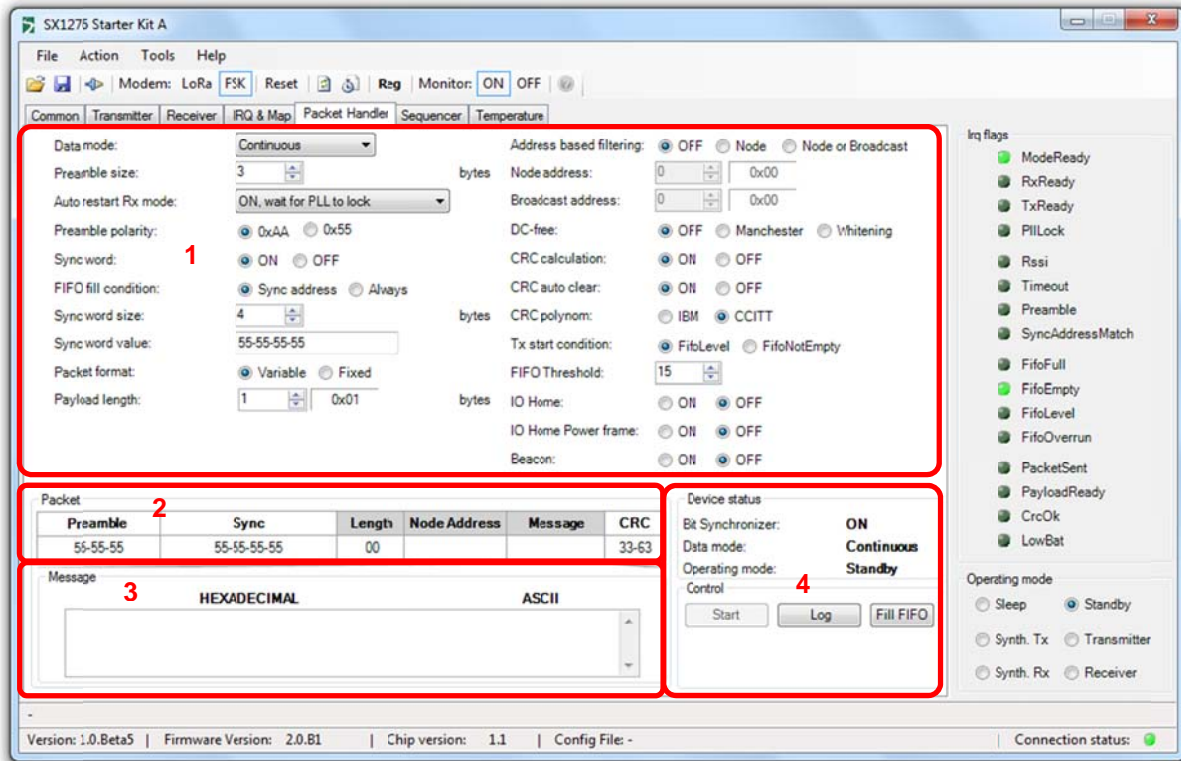 SX1276 Starter Kit A
File Action Tools Help
Modem: LoRa FSK Reset Reg Monitor: ON OFF
Common Transmitter Receiver IRQ & Map Packet Handler Sequencer Temperature
1
Data mode: Continuous
Preamble size: 3 bytes
Auto restart Rx mode: ON, wait for PLL to lock
Preamble polarity: 0xAA 0x55
Sync word: ON OFF
FIFO fill condition: Sync address Always
Sync word size: 4 bytes
Sync word value: 55-55-55-55
Packet format: Variable Fixed
Payload length: 1 0x01 bytes
Address based filtering: OFF Node Node or Broadcast
Node address: 0 0x00
Broadcast address: 0 0x00
DC-free: OFF Manchester Whitening
CRC calculation: ON OFF
CRC auto clear: ON OFF
CRC polynom: IBM CCITT
Tx start condition: FifoLevel FifoNotEmpty
FIFO Threshold: 15
IO Home: ON OFF
IO Home Power frame: ON OFF
Beacon: ON OFF
Packet
2
Preamble Sync Length Node Address Message CRC
55-55-55 55-55-55-55 00 33-63
Message
3
HEXADECIMAL ASCII
Device status
Bit Synchronizer: ON
Data mode: Continuous
Operating mode: Standby
4
Control
Start Log Fill FIFO
Irq flags
ModeReady
RxReady
TxReady
PllLock
Rssi
Timeout
Preamble
SyncAddressMatch
FifoFull
FifoEmpty
FifoLevel
FifoOverrun
PacketSent
PayloadReady
CrcOk
LowBat
Operating mode
Sleep Standby
Synth. Tx Transmitter
Synth. Rx Receiver
-
Version: 1.0.Beta5 | Firmware Version: 2.0.B1 | Chip version: 1.1 | Config File: - | Connection status: